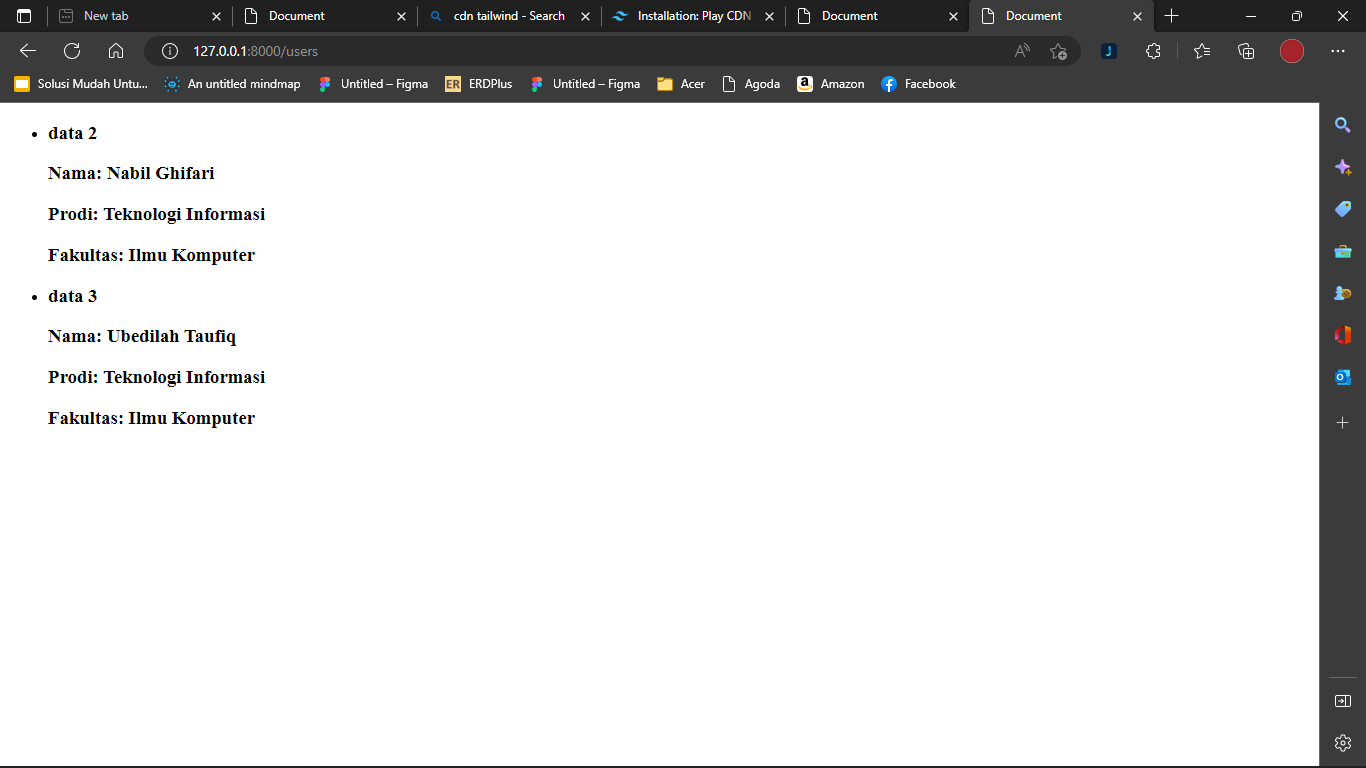 New tab
Document
cdn tailwind - Search
Installation: Play CDN
Document
Document
127.0.0.1:8000/users
Solusi Mudah Untu...
An untitled mindmap
Untitled – Figma
ER ERDPlus
Untitled – Figma
Acer
Agoda
Amazon
Facebook
• data 2
Nama: Nabil Ghifari
Prodi: Teknologi Informasi
Fakultas: Ilmu Komputer
• data 3
Nama: Ubedilah Taufiq
Prodi: Teknologi Informasi
Fakultas: Ilmu Komputer